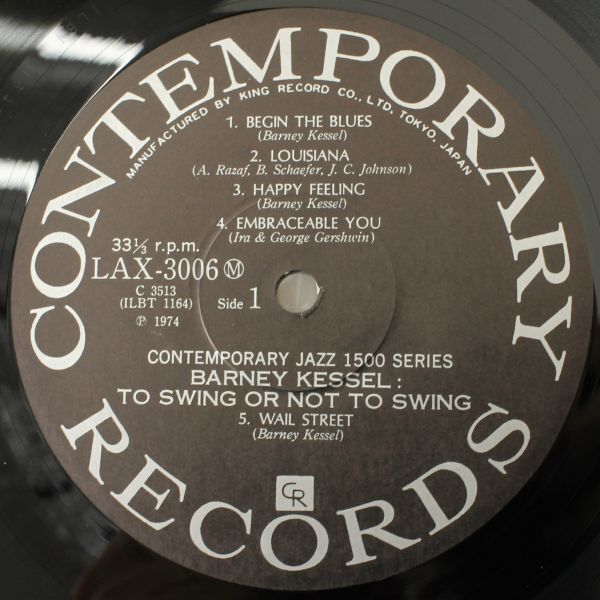 CONTEMPORARY
MANUFACTURED BY KING RECORD CO., LTD, TOKYO, JAPAN
1. BEGIN THE BLUES
(Barney Kessel)
2. LOUISIANA
(A. Razaf, B. Schaefer, J. C. Johnson)
3. HAPPY FEELING
(Barney Kessel)
4. EMBRACEABLE YOU
(Ira & George Gershwin)
33⅓ r.p.m.
LAX-3006 Ⓜ
C 3513
(ILBT 1164)
Ⓟ 1974
Side 1
CONTEMPORARY JAZZ 1500 SERIES
BARNEY KESSEL:
TO SWING OR NOT TO SWING
5. WAIL STREET
(Barney Kessel)
CR
RECORDS